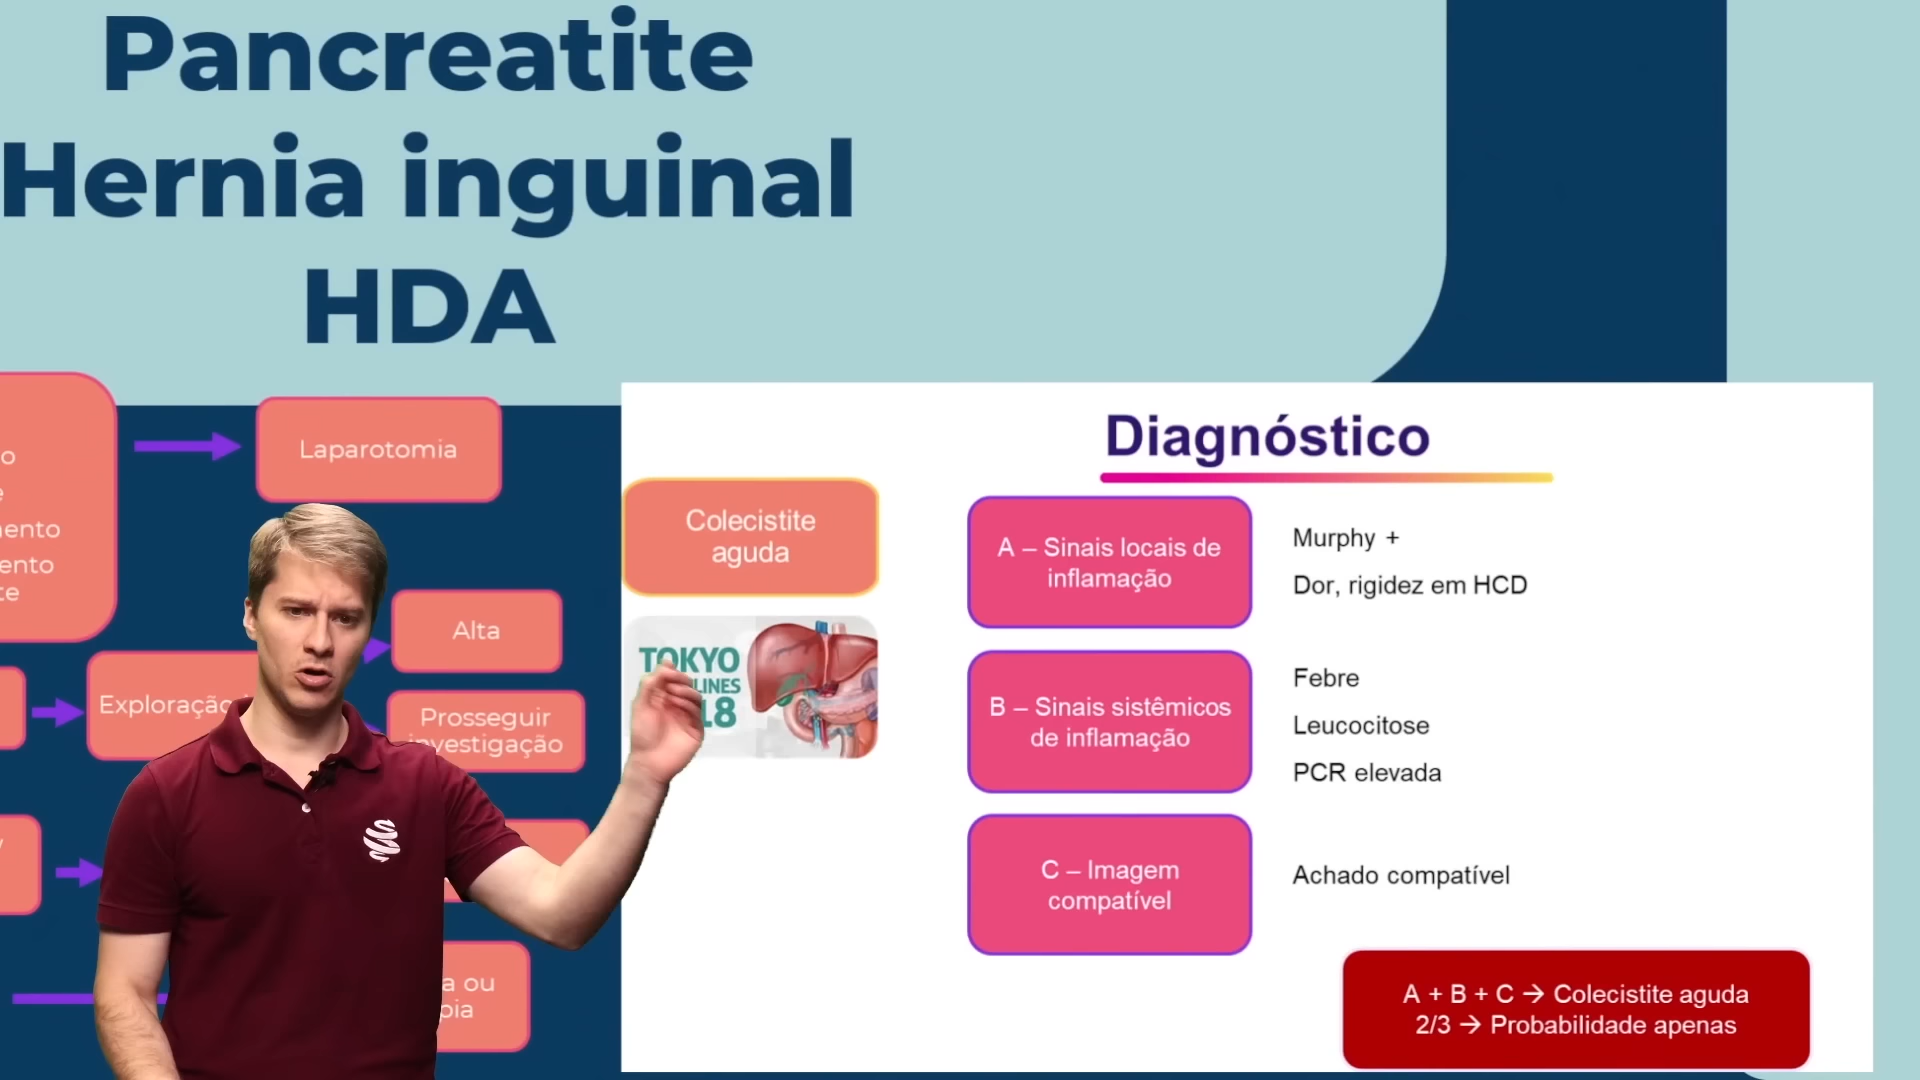 Pancreatite
Hernia inguinal
HDA
Laparotomia
Alta
Exploração
Prosseguir
investigação
a ou
Diagnóstico
Colecistite
aguda
TOKYO
A – Sinais locais de
inflamação
Murphy +
Dor, rigidez em HCD
B – Sinais sistêmicos
de inflamação
Febre
Leucocitose
PCR elevada
C – Imagem
compatível
Achado compatível
A + B + C → Colecistite aguda
2/3 → Probabilidade apenas